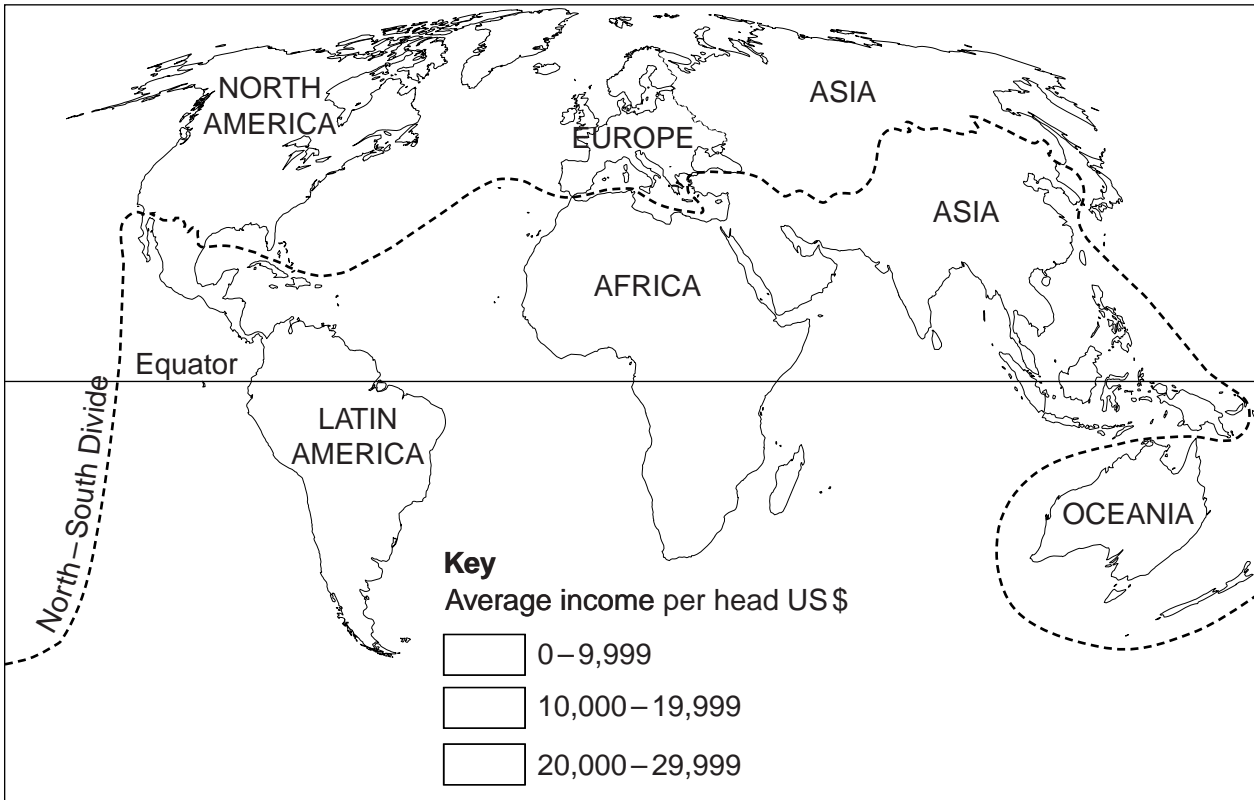 NORTH
AMERICA
EUROPE
ASIA
ASIA
AFRICA
Equator
LATIN
AMERICA
OCEANIA
North–South Divide
Key
Average income per head US$
0–9,999
10,000–19,999
20,000–29,999